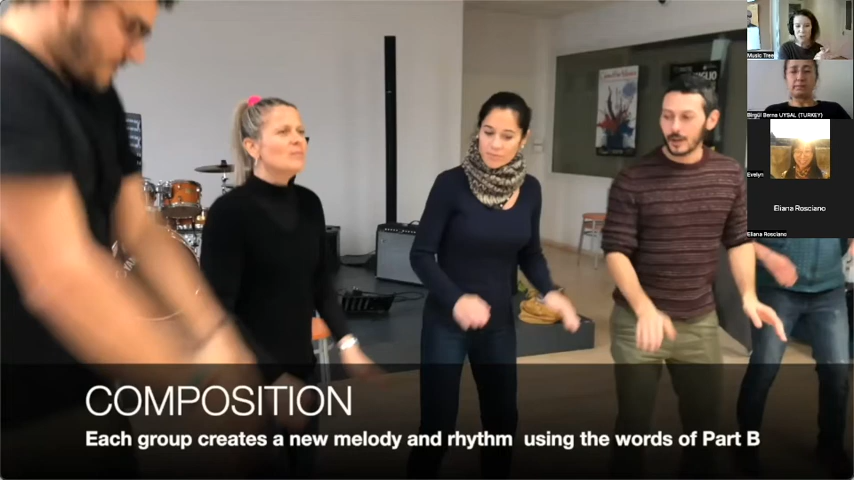 COMPOSITION
Each group creates a new melody and rhythm using the words of Part B
Music Tree
Birgül Berna UYSAL (TURKEY)
Evelyn
Eliana Rosciano
Eliana Rosciano